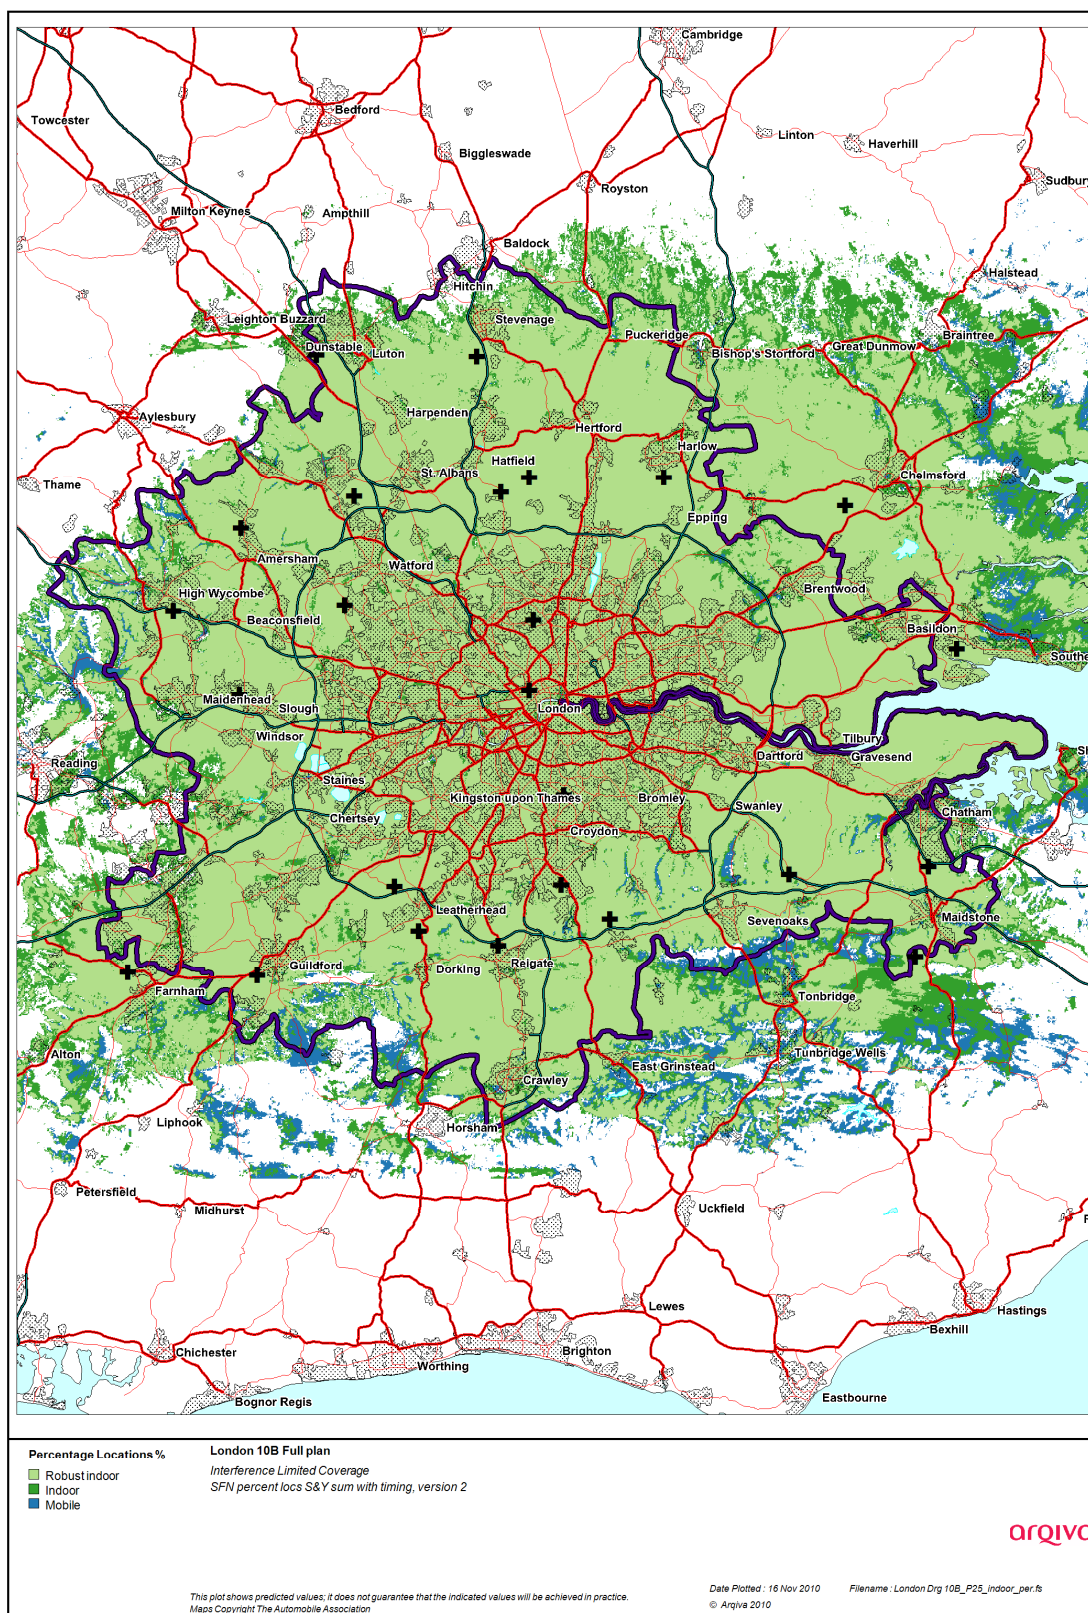 Cambridge
Towcester
Bedford
Linton
Haverhill
Biggleswade
Sudbury
Royston
Milton Keynes
Ampthill
Baldock
Halstead
Hitchin
Leighton Buzzard
Stevenage
Puckeridge
Braintree
Dunstable
Luton
Bishop's Stortford
Great Dunmow
Aylesbury
Harpenden
Hertford
Harlow
Thame
St. Albans
Hatfield
Chelmsford
Epping
Amersham
Watford
High Wycombe
Brentwood
Beaconsfield
Basildon
Southe
Maidenhead
Slough
London
Windsor
Tilbury
Reading
Dartford
Gravesend
Sh
Staines
Kingston upon Thames
Bromley
Swanley
Chertsey
Croydon
Chatham
Leatherhead
Sevenoaks
Maidstone
Guildford
Dorking
Reigate
Farnham
Tonbridge
Alton
Tunbridge Wells
East Grinstead
Crawley
Liphook
Horsham
Petersfield
Midhurst
Uckfield
Lewes
Hastings
Bexhill
Chichester
Worthing
Brighton
Bognor Regis
Eastbourne
Percentage Locations %
Robust indoor
Indoor
Mobile
London 10B Full plan
Interference Limited Coverage
SFN percent locs S&Y sum with timing, version 2
arqiva
This plot shows predicted values; it does not guarantee that the indicated values will be achieved in practice.
Maps Copyright The Automobile Association
Date Plotted : 16 Nov 2010 Filename : London Drg 10B_P25_indoor_per.fs
© Arqiva 2010